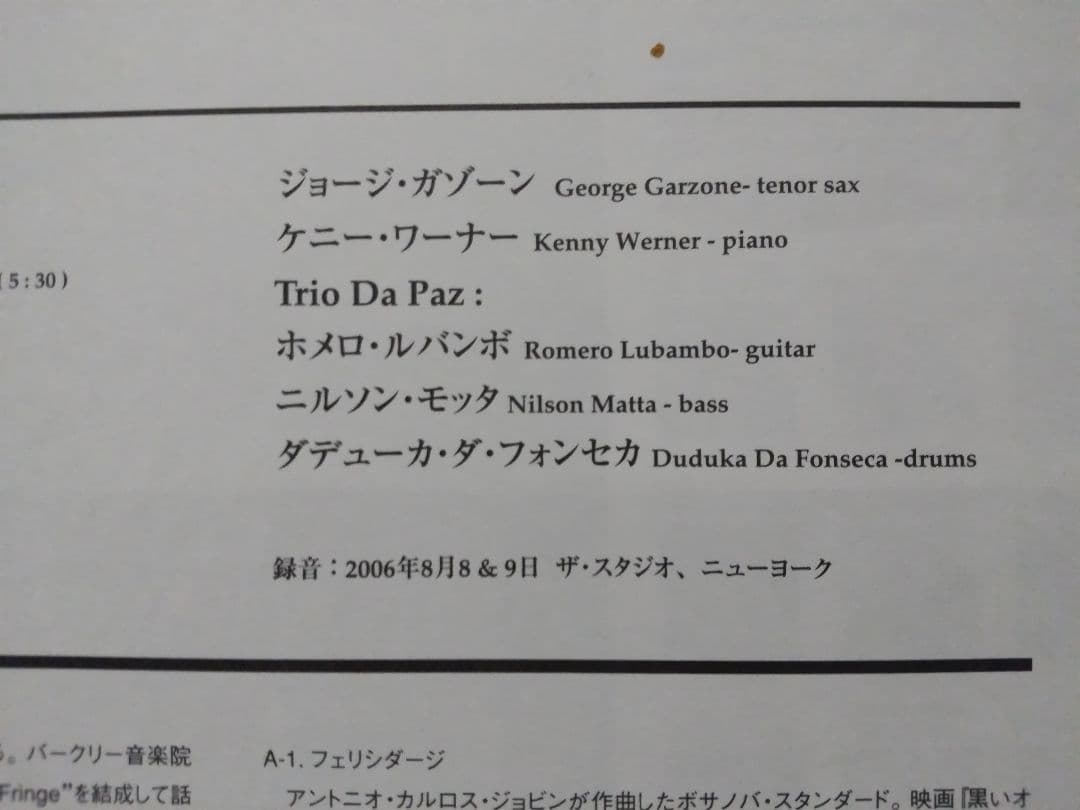 ジョージ・ガゾーン George Garzone- tenor sax
ケニー・ワーナー Kenny Werner - piano
(5:30)
Trio Da Paz :
ホメロ・ルバンボ Romero Lubambo- guitar
ニルソン・モッタ Nilson Matta - bass
ダデューカ・ダ・フォンセカ Duduka Da Fonseca -drums
録音：2006年8月8 & 9日 ザ・スタジオ、ニューヨーク
。バークリー音楽院
Fringe”を結成して話
A-1. フェリシダージ
アントニオ・カルロス・ジョビンが作曲したボサノバ・スタンダード。映画『黒いオ